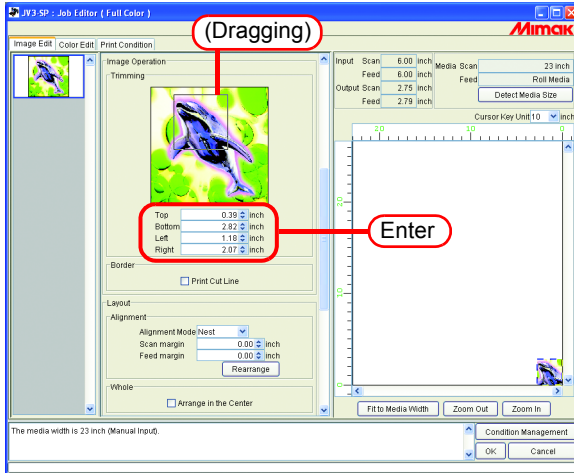 JV3-SP : Job Editor ( Full Color )
Mimaki
Image Edit
Color Edit
Print Condition
(Dragging)
Image Operation
Trimming
Top 0.39 inch
Bottom 2.82 inch
Left 1.18 inch
Right 2.07 inch
Enter
Border
Print Cut Line
Layout
Alignment
Alignment Mode Nest
Scan margin 0.00 inch
Feed margin 0.00 inch
Rearrange
Whole
Arrange in the Center
Input Scan 6.00 inch
Feed 6.00 inch
Output Scan 2.75 inch
Feed 2.79 inch
Media Scan 23 inch
Feed Roll Media
Detect Media Size
Cursor Key Unit 10 inch
20 10 0
20
10
0
Fit to Media Width
Zoom Out
Zoom In
The media width is 23 inch (Manual Input).
Condition Management
OK
Cancel